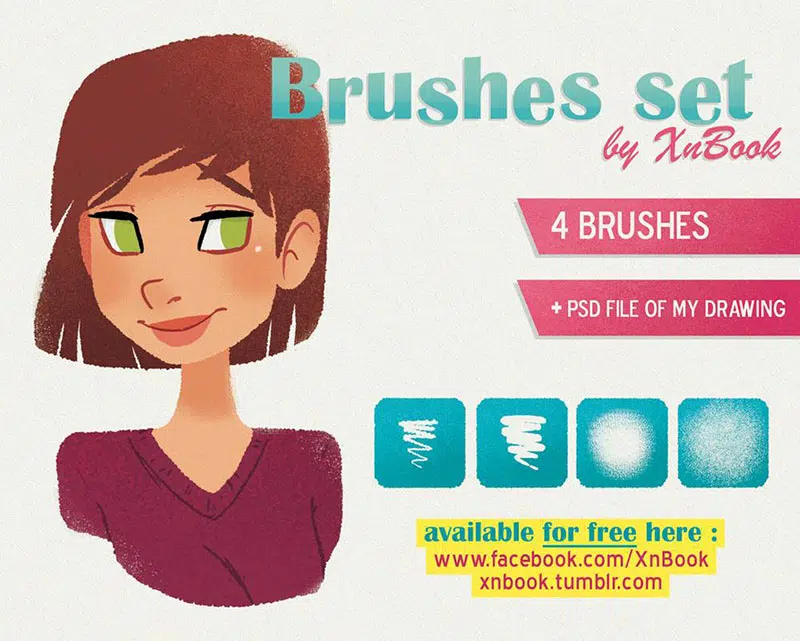 Brushes set
by XnBook
4 BRUSHES
+ PSD FILE OF MY DRAWING
available for free here :
www.facebook.com/XnBook
xnbook.tumblr.com